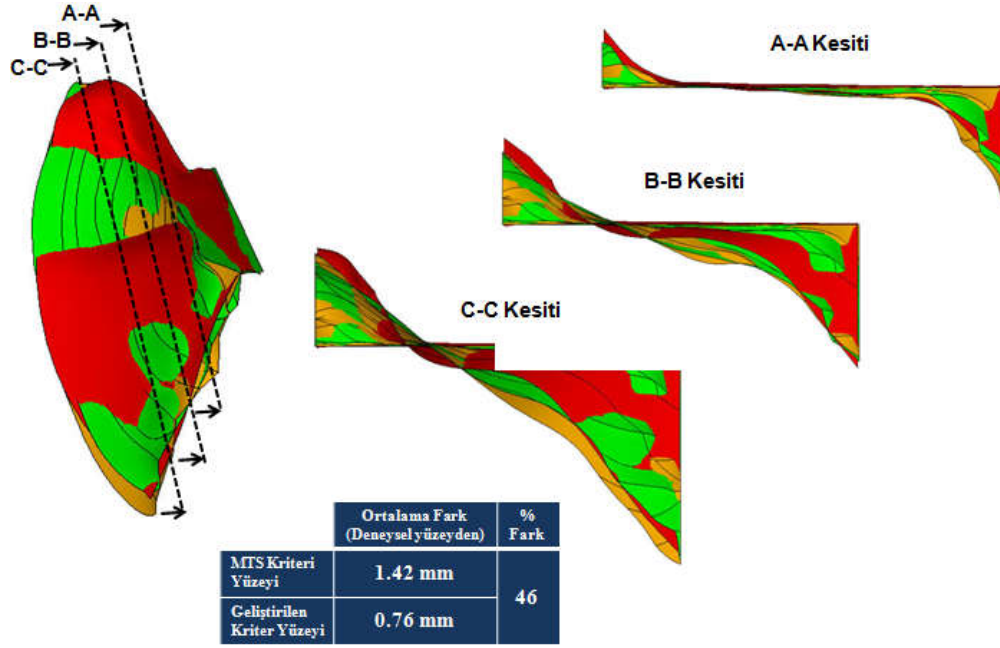 A-A
B-B
C-C
A-A Kesiti
B-B Kesiti
C-C Kesiti
Ortalama Fark
(Deneysel yüzeyden)
%
Fark
MTS Kriteri
Yüzeyi
1.42 mm
46
Geliştirilen
Kriter Yüzeyi
0.76 mm